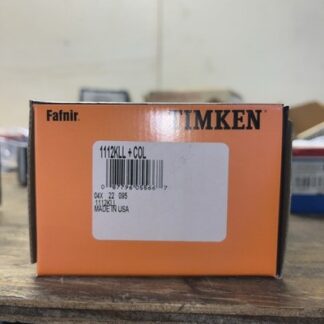 Fafnir.
TIMKEN
1112KLL + COL
04X 22 095
1112KLL
MADE IN USA